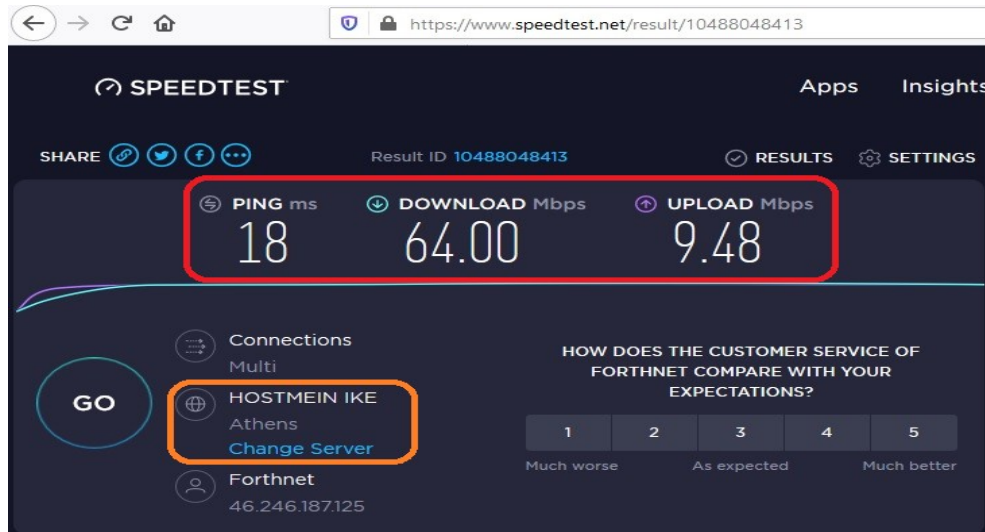 https://www.speedtest.net/result/10488048413
SPEEDTEST
Apps Insights
SHARE
Result ID 10488048413
RESULTS SETTINGS
PING ms DOWNLOAD Mbps UPLOAD Mbps
18 64.00 9.48
Connections
Multi
HOSTMEIN IKE
Athens
Change Server
Forthnet
46.246.187.125
GO
HOW DOES THE CUSTOMER SERVICE OF
FORTHNET COMPARE WITH YOUR
EXPECTATIONS?
1 2 3 4 5
Much worse As expected Much better